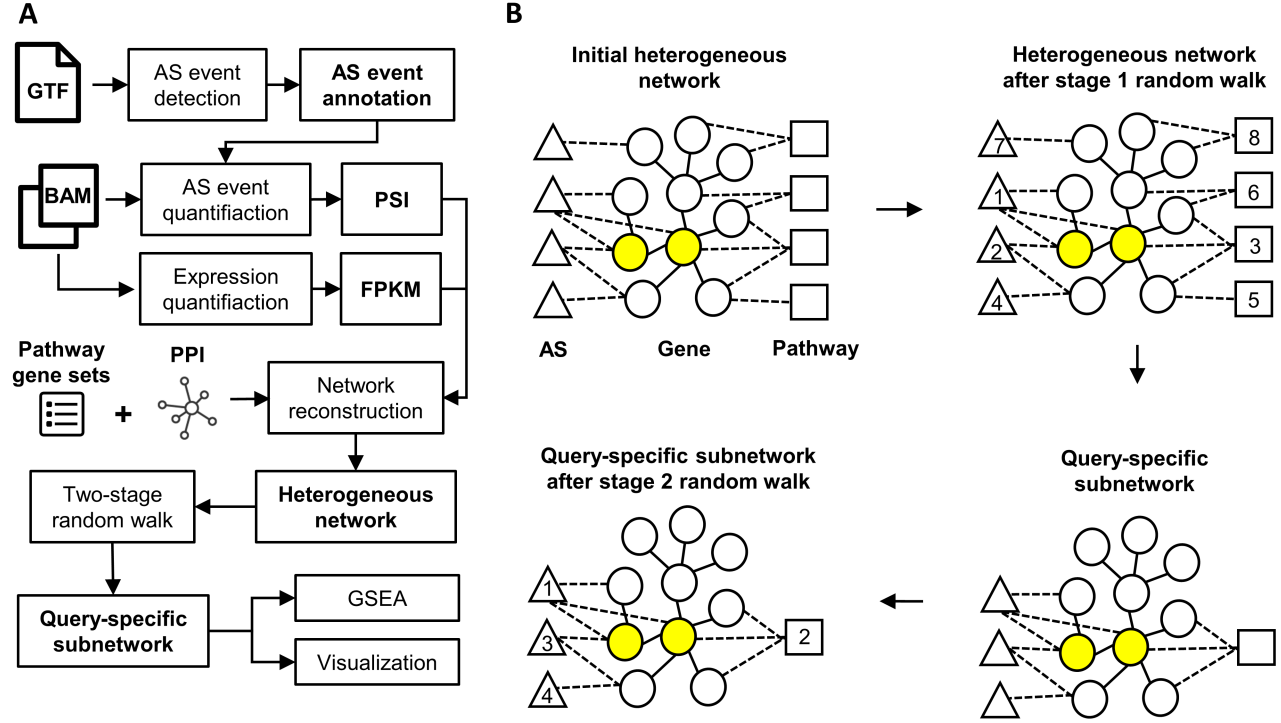 A
GTF
AS event
detection
AS event
annotation
BAM
AS event
quantifiaction
PSI
Expression
quantifiaction
FPKM
Pathway
gene sets
+
PPI
Network
reconstruction
Two-stage
random walk
Heterogeneous
network
Query-specific
subnetwork
GSEA
Visualization
B
Initial heterogeneous
network
AS
Gene
Pathway
Heterogeneous network
after stage 1 random walk
7
8
1
6
2
3
4
5
Query-specific subnetwork
after stage 2 random walk
1
3
2
4
Query-specific
subnetwork